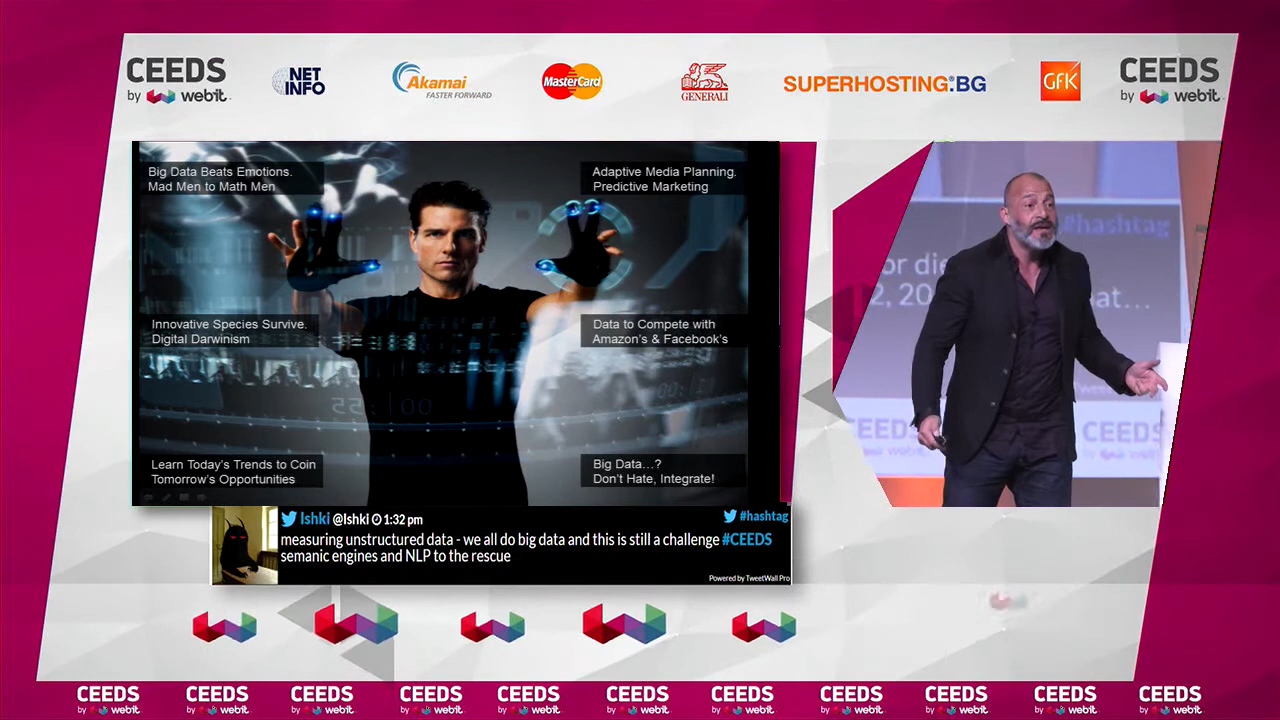 CEEDS
by webit
NET
INFO
Akamai
FASTER FORWARD
MasterCard
GENERALI
SUPERHOSTING.BG
GfK
CEEDS
by webit
Big Data Beats Emotions.
Mad Men to Math Men
Adaptive Media Planning.
Predictive Marketing
Innovative Species Survive.
Digital Darwinism
Data to Compete with
Amazon's & Facebook's
Learn Today's Trends to Coin
Tomorrow's Opportunities
Big Data…?
Don't Hate, Integrate!
#hashtag
or die
2, 20
at…
CEEDS
CEEDS
Ishki @Ishki 1:32 pm
#hashtag
measuring unstructured data - we all do big data and this is still a challenge #CEEDS
semanic engines and NLP to the rescue
Powered by TweetWall Pro
CEEDS CEEDS CEEDS CEEDS CEEDS CEEDS CEEDS CEEDS CEEDS CEEDS CEEDS
by webit by webit by webit by webit by webit by webit by webit by webit by webit by webit by webit